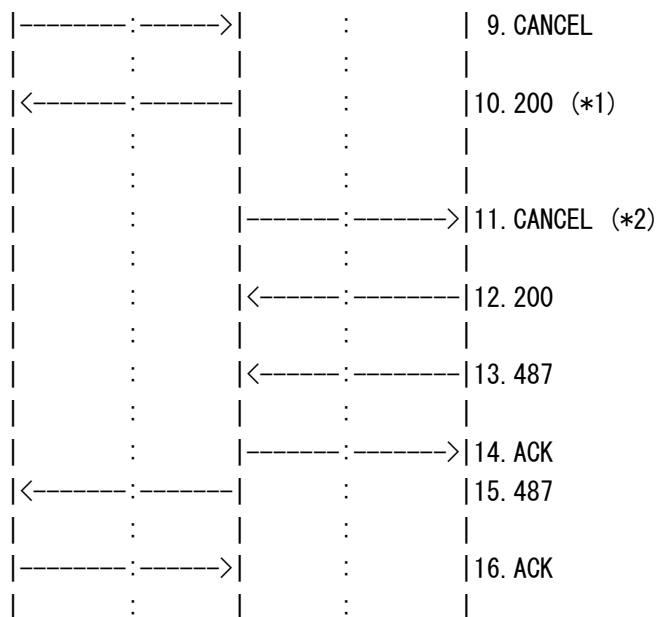 9. CANCEL
10. 200 (*1)
11. CANCEL (*2)
12. 200
13. 487
14. ACK
15. 487
16. ACK